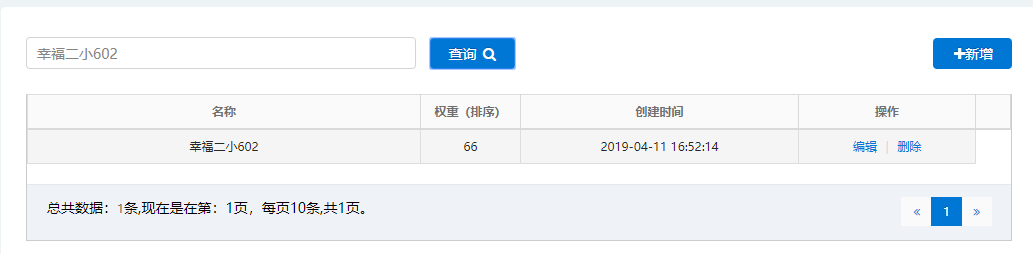 幸福二小602
查询
+新增
名称 权重（排序） 创建时间 操作
幸福二小602 66 2019-04-11 16:52:14 编辑 | 删除
总共数据：1条,现在是在第：1页，每页10条,共1页。
« 1 »